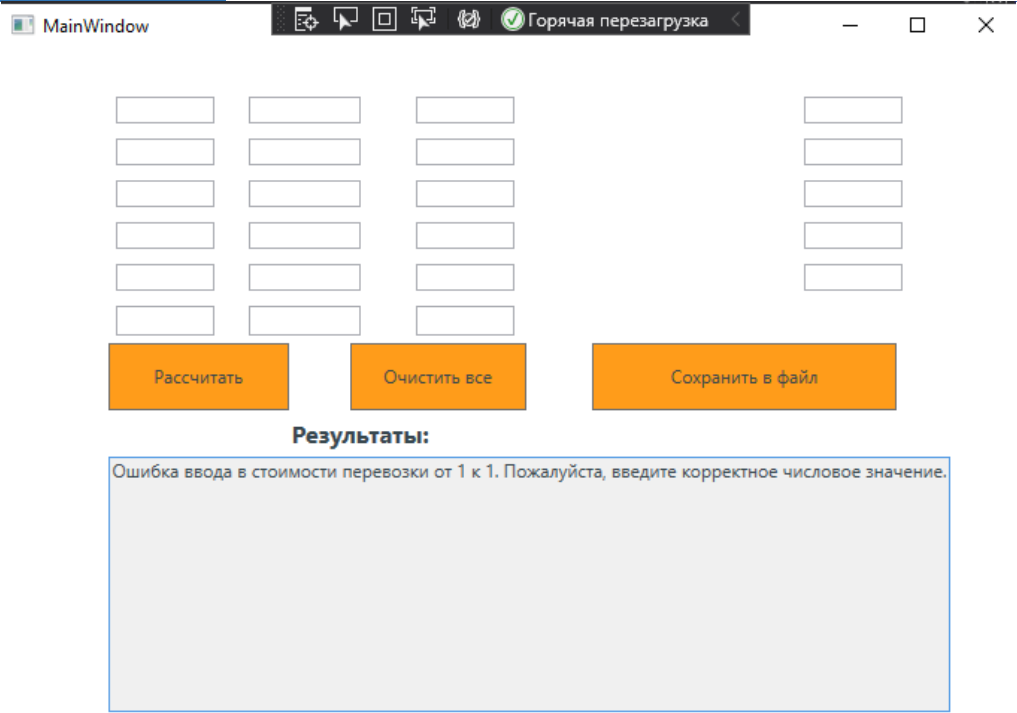 MainWindow
Горячая перезагрузка
Рассчитать
Очистить все
Сохранить в файл
Результаты:
Ошибка ввода в стоимости перевозки от 1 к 1. Пожалуйста, введите корректное числовое значение.